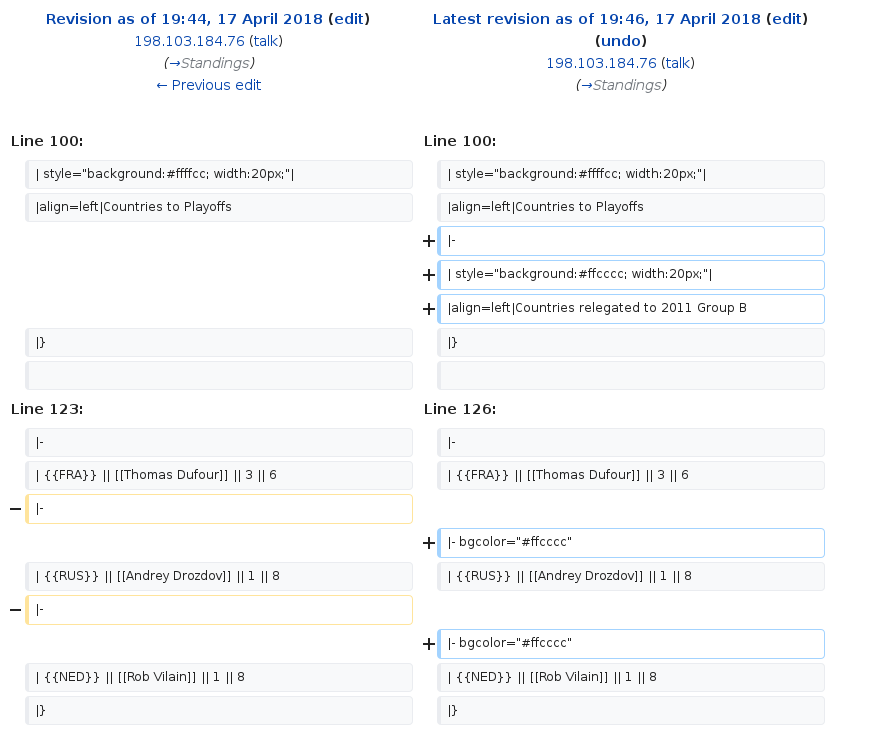 Revision as of 19:44, 17 April 2018 (edit)
198.103.184.76 (talk)
(→Standings)
← Previous edit
Latest revision as of 19:46, 17 April 2018 (edit)
(undo)
198.103.184.76 (talk)
(→Standings)
Line 100:
Line 100:
| style="background:#ffffcc; width:20px;"|
| style="background:#ffffcc; width:20px;"|
|align=left|Countries to Playoffs
|align=left|Countries to Playoffs
+ |-
+ | style="background:#ffcccc; width:20px;"|
+ |align=left|Countries relegated to 2011 Group B
|}
|}
Line 123:
Line 126:
|-
|-
| {{FRA}} || [[Thomas Dufour]] || 3 || 6
| {{FRA}} || [[Thomas Dufour]] || 3 || 6
− |-
+ |- bgcolor="#ffcccc"
| {{RUS}} || [[Andrey Drozdov]] || 1 || 8
| {{RUS}} || [[Andrey Drozdov]] || 1 || 8
− |-
+ |- bgcolor="#ffcccc"
| {{NED}} || [[Rob Vilain]] || 1 || 8
| {{NED}} || [[Rob Vilain]] || 1 || 8
|}
|}